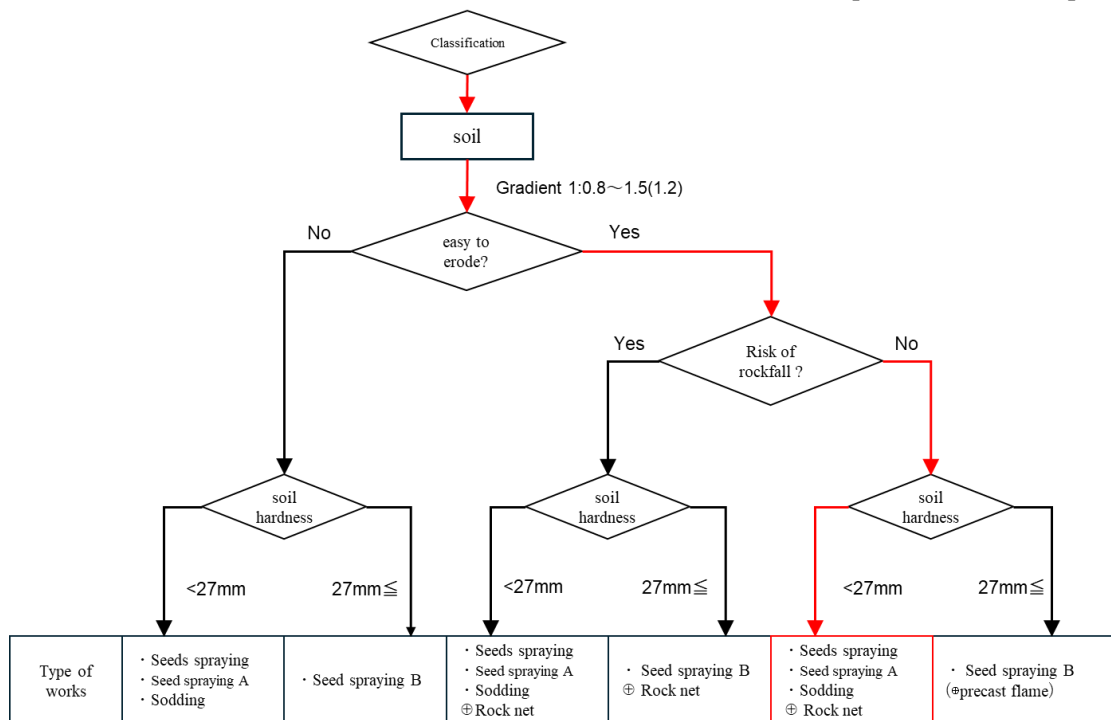 Classification
soil
Gradient 1:0.8～1.5(1.2)
No
easy to
erode?
Yes
Yes
Risk of
rockfall ?
No
soil
hardness
soil
hardness
soil
hardness
<27mm
27mm≦
<27mm
27mm≦
<27mm
27mm≦
Type of
works
・Seeds spraying
・Seed spraying A
・Sodding
・Seed spraying B
・Seeds spraying
・Seed spraying A
・Sodding
⊕Rock net
・Seed spraying B
⊕ Rock net
・Seeds spraying
・Seed spraying A
・Sodding
⊕ Rock net
・Seed spraying B
(⊕precast flame)